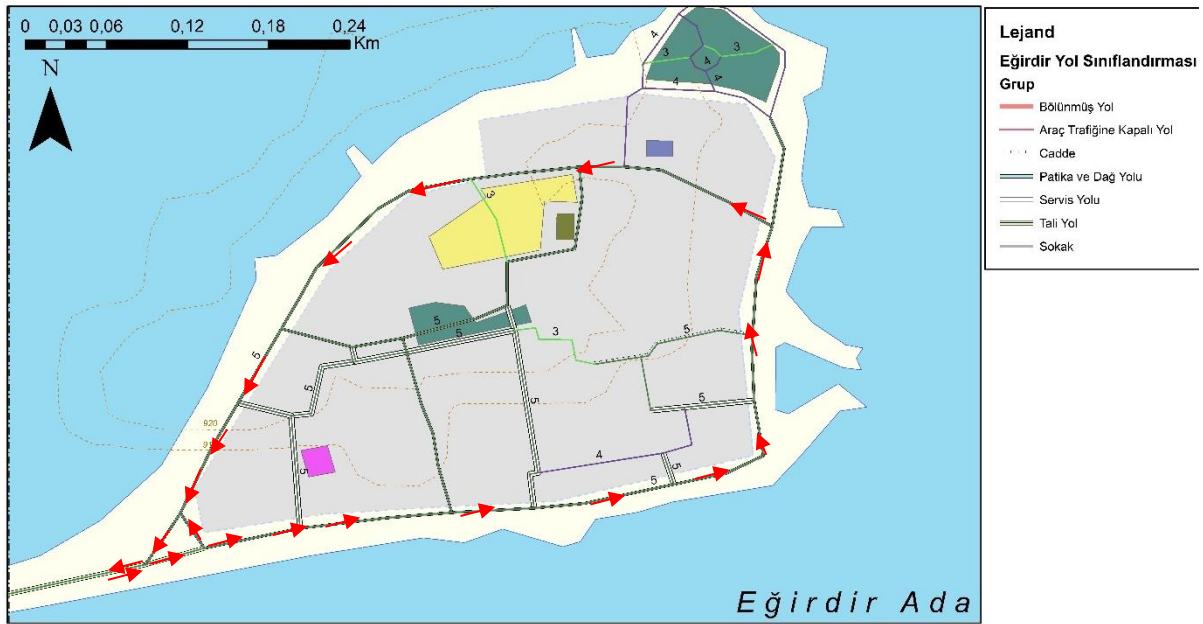 0 0,03 0,06 0,12 0,18 0,24
Km
N
4
3
3
4
4
4
3
5
5
3
5
5
5
5
5
920
91
5
4
5
5
Eğirdir Ada
Lejand
Eğirdir Yol Sınıflandırması
Grup
Bölünmüş Yol
Araç Trafiğine Kapalı Yol
Cadde
Patika ve Dağ Yolu
Servis Yolu
Tali Yol
Sokak